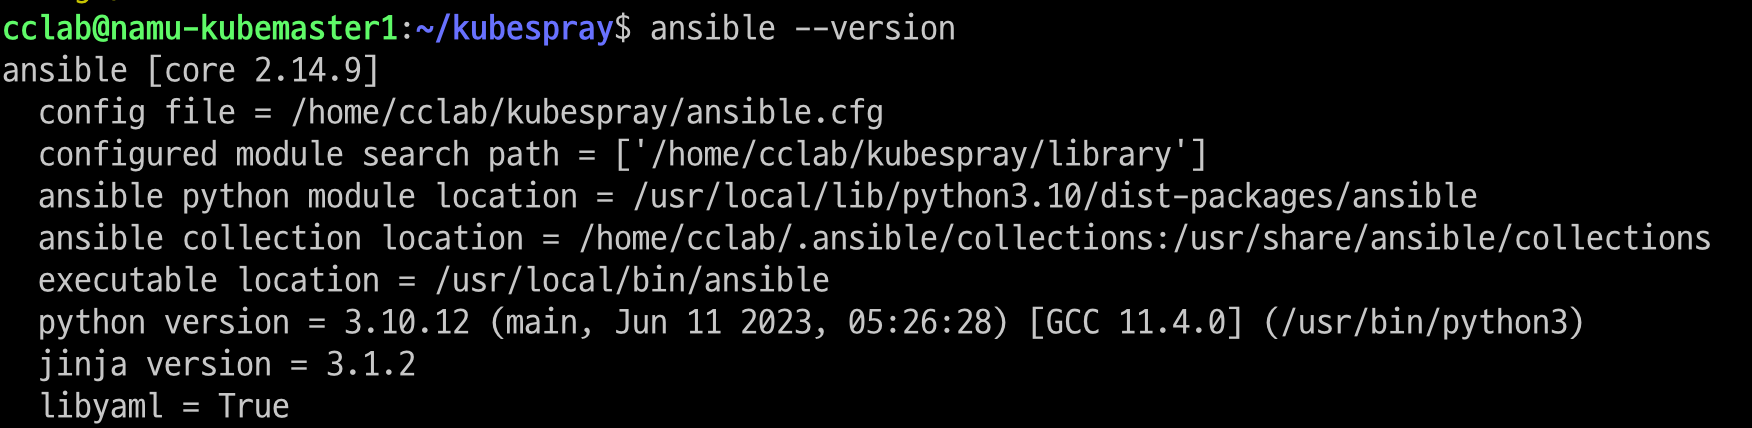 cclab@namu-kubemaster1:~/kubespray$ ansible --version
ansible [core 2.14.9]
  config file = /home/cclab/kubespray/ansible.cfg
  configured module search path = ['/home/cclab/kubespray/library']
  ansible python module location = /usr/local/lib/python3.10/dist-packages/ansible
  ansible collection location = /home/cclab/.ansible/collections:/usr/share/ansible/collections
  executable location = /usr/local/bin/ansible
  python version = 3.10.12 (main, Jun 11 2023, 05:26:28) [GCC 11.4.0] (/usr/bin/python3)
  jinja version = 3.1.2
  libyaml = True